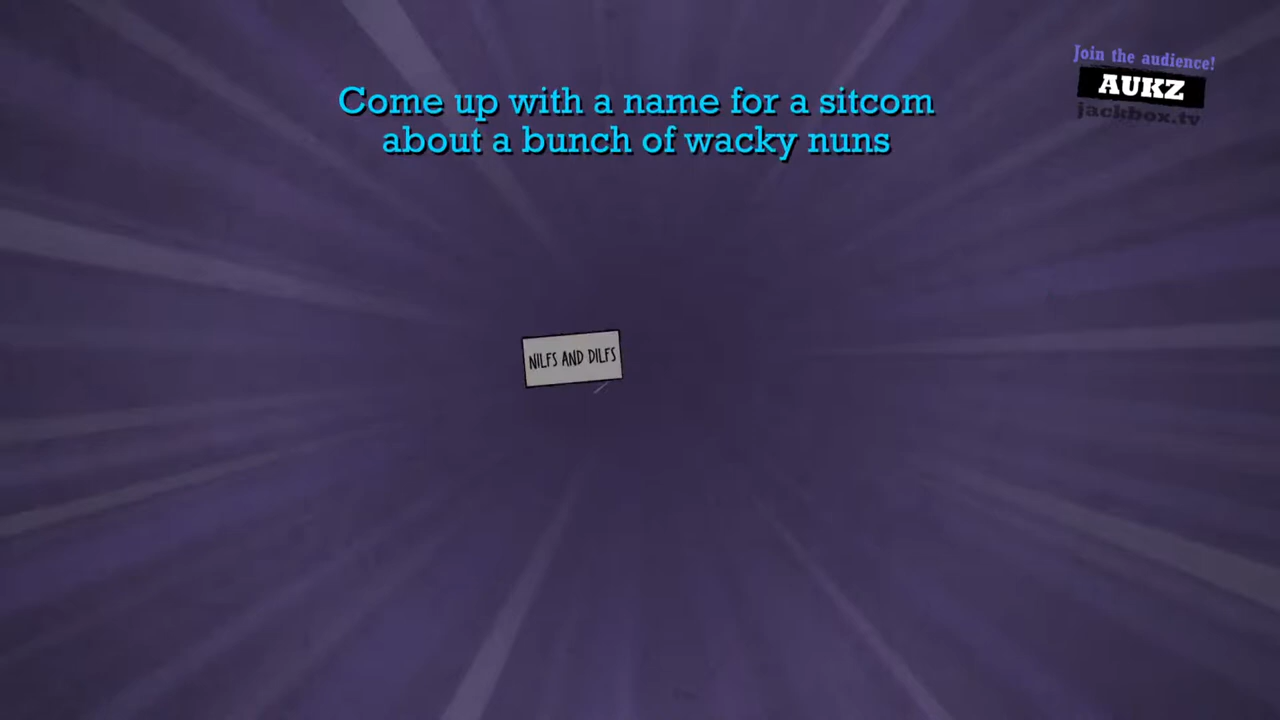 Join the audience!
AUKZ
jackbox.tv
Come up with a name for a sitcom
about a bunch of wacky nuns
NILFS AND DILFS